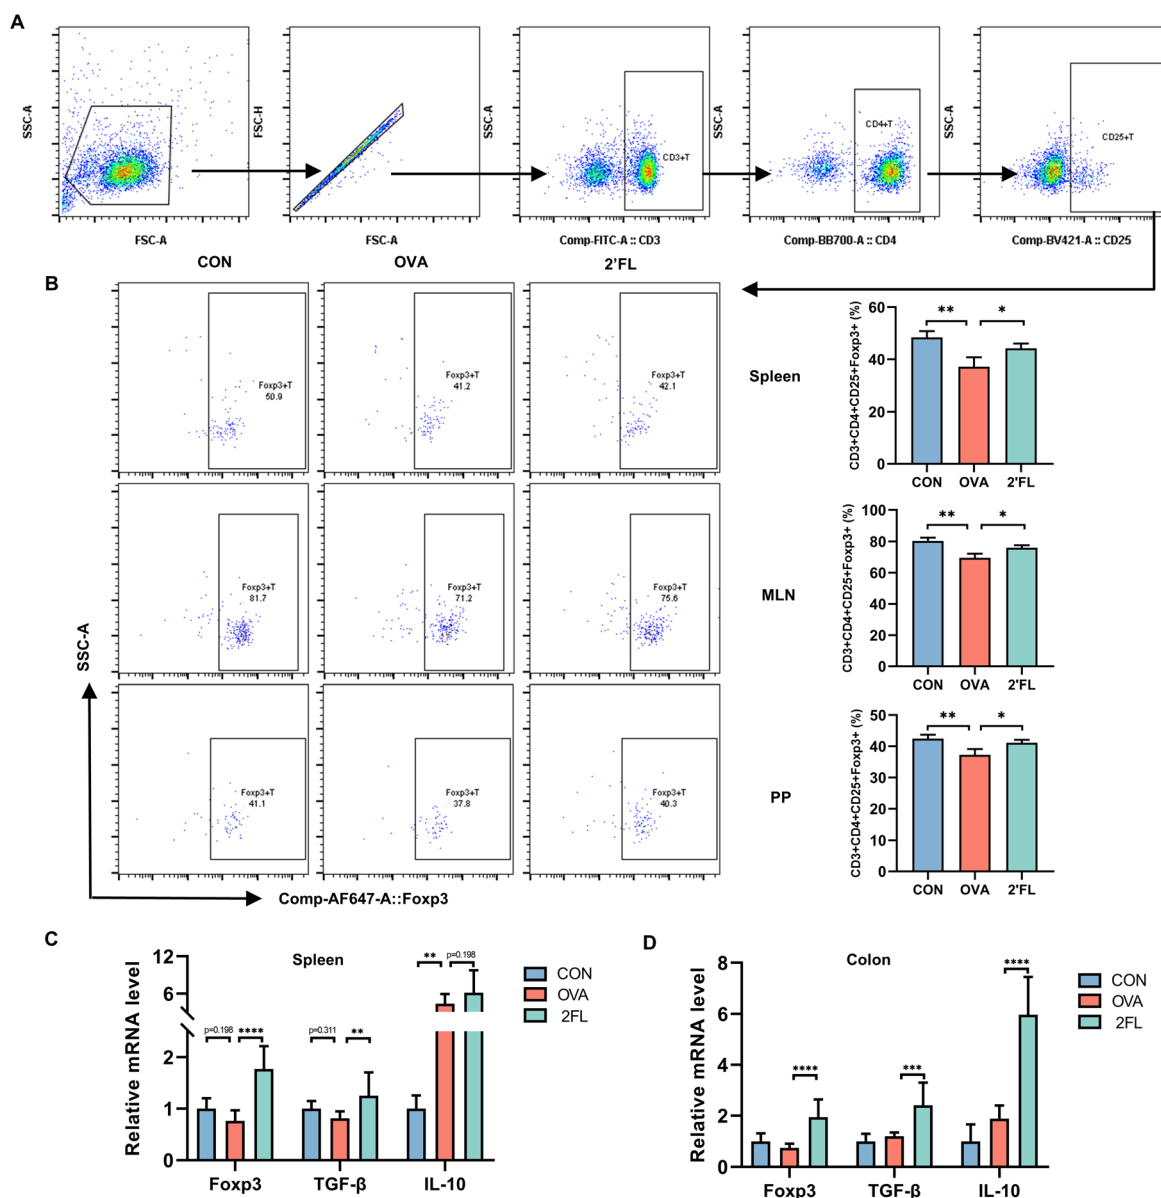 A
SSC-A
FSC-A
FSC-H
FSC-A
SSC-A
CD3+T
Comp-FITC-A :: CD3
SSC-A
CD4+T
Comp-BB700-A :: CD4
SSC-A
CD25+T
Comp-BV421-A :: CD25
B
CON
OVA
2'FL
Foxp3+T
50.9
Foxp3+T
41.2
Foxp3+T
42.1
Spleen
CD3+CD4+CD25+Foxp3+ (%)
60
40
20
0
**
*
CON
OVA
2'FL
Foxp3+T
81.7
Foxp3+T
71.2
Foxp3+T
75.6
MLN
CD3+CD4+CD25+Foxp3+ (%)
100
80
60
40
20
0
**
*
CON
OVA
2'FL
Foxp3+T
41.1
Foxp3+T
37.8
Foxp3+T
40.3
PP
CD3+CD4+CD25+Foxp3+ (%)
50
40
30
20
10
0
**
*
CON
OVA
2'FL
SSC-A
Comp-AF647-A::Foxp3
C
Spleen
Relative mRNA level
12
6
2
1
0
p=0.198
****
p=0.311
**
**
p=0.198
Foxp3
TGF-β
IL-10
CON
OVA
2FL
D
Colon
Relative mRNA level
8
6
4
2
0
****
***
****
Foxp3
TGF-β
IL-10
CON
OVA
2FL